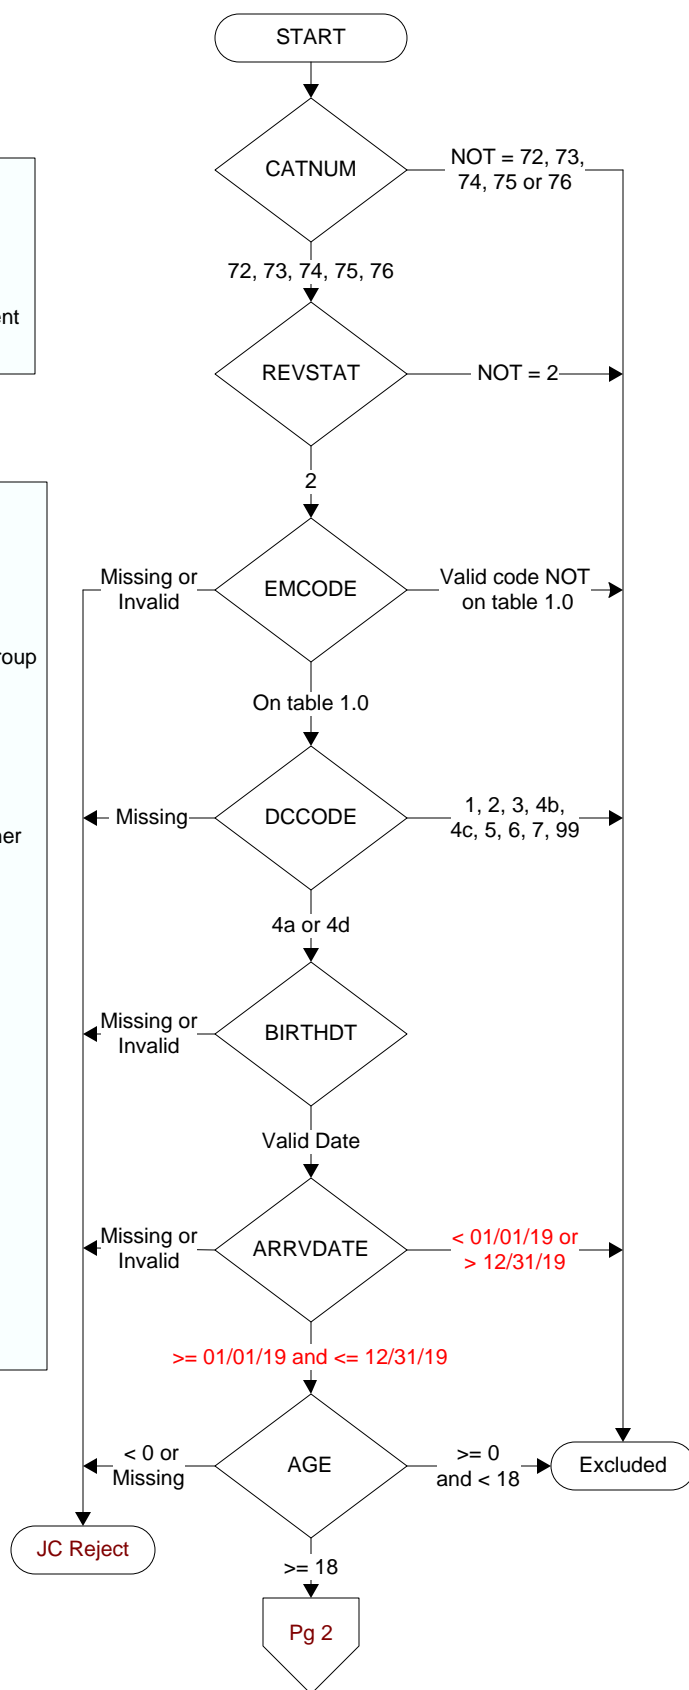 START
CATNUM
NOT = 72, 73,
74, 75 or 76
72, 73, 74, 75, 76
ent
REVSTAT
NOT = 2
2
Missing or
Invalid
EMCODE
Valid code NOT
on table 1.0
roup
On table 1.0
Missing
DCCODE
1, 2, 3, 4b,
4c, 5, 6, 7, 99
ner
4a or 4d
Missing or
Invalid
BIRTHDT
Valid Date
Missing or
Invalid
ARRVDATE
< 01/01/19 or
> 12/31/19
>= 01/01/19 and <= 12/31/19
< 0 or
Missing
AGE
>= 0
and < 18
Excluded
JC Reject
>= 18
Pg 2